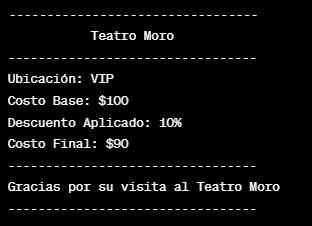 ---------------------------------
Teatro Moro
---------------------------------
Ubicación: VIP
Costo Base: $100
Descuento Aplicado: 10%
Costo Final: $90
---------------------------------
Gracias por su visita al Teatro Moro
---------------------------------